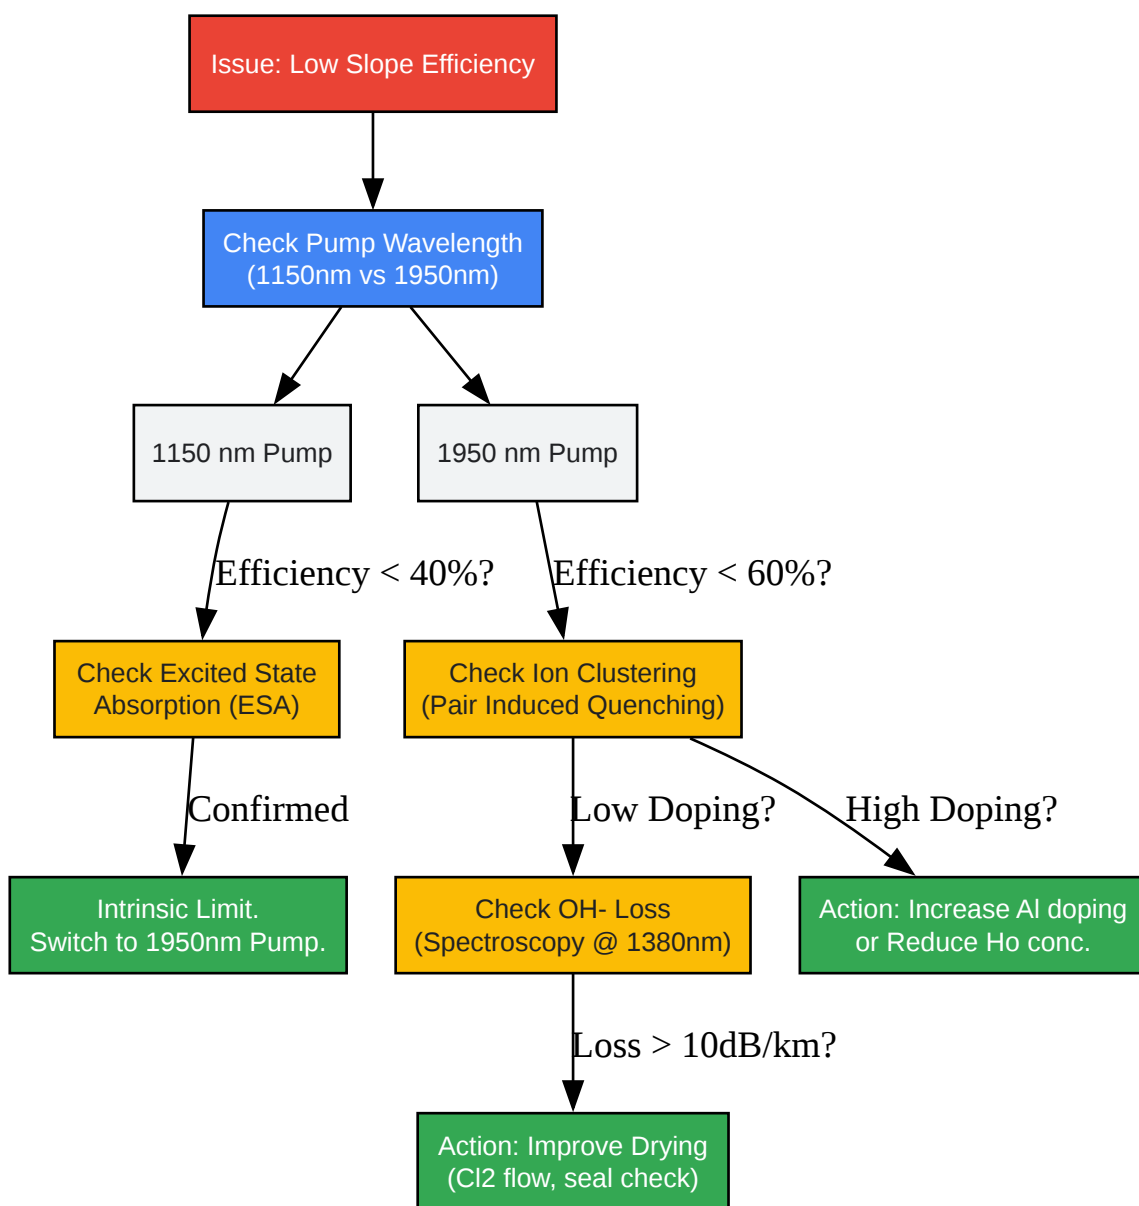 Issue: Low Slope Efficiency
Check Pump Wavelength
(1150nm vs 1950nm)
1150 nm Pump
1950 nm Pump
Efficiency < 40%?
Efficiency < 60%?
Check Excited State
Absorption (ESA)
Check Ion Clustering
(Pair Induced Quenching)
Confirmed
Low Doping?
High Doping?
Intrinsic Limit.
Switch to 1950nm Pump.
Check OH- Loss
(Spectroscopy @ 1380nm)
Action: Increase Al doping
or Reduce Ho conc.
Loss > 10dB/km?
Action: Improve Drying
(Cl2 flow, seal check)